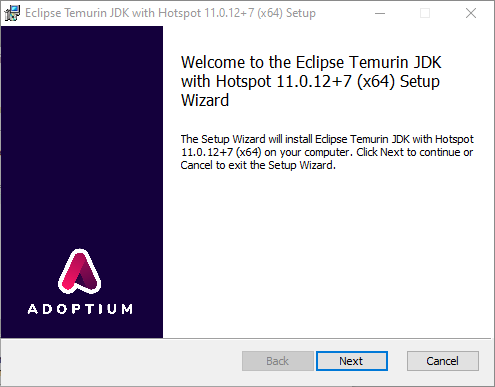 Eclipse Temurin JDK with Hotspot 11.0.12+7 (x64) Setup
Welcome to the Eclipse Temurin JDK
with Hotspot 11.0.12+7 (x64) Setup
Wizard
The Setup Wizard will install Eclipse Temurin JDK with Hotspot
11.0.12+7 (x64) on your computer. Click Next to continue or
Cancel to exit the Setup Wizard.
ADOPTIUM
Back Next Cancel